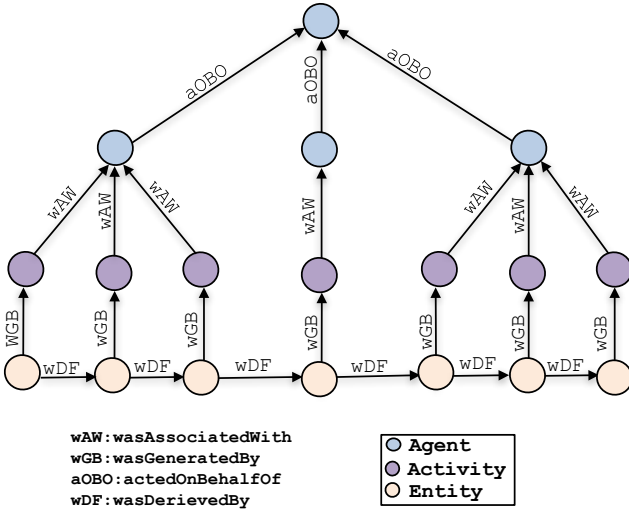 aOBO
aOBO
aOBO
wAW
wAW
wAW
wAW
wAW
wAW
wAW
WGB
wGB
wGB
wGB
wGB
wGB
wGB
wDF
wDF
wDF
wDF
wDF
wDF
wAW:wasAssociatedWith
wGB:wasGeneratedBy
aOBO:actedOnBehalfOf
wDF:wasDerievedBy
Agent
Activity
Entity